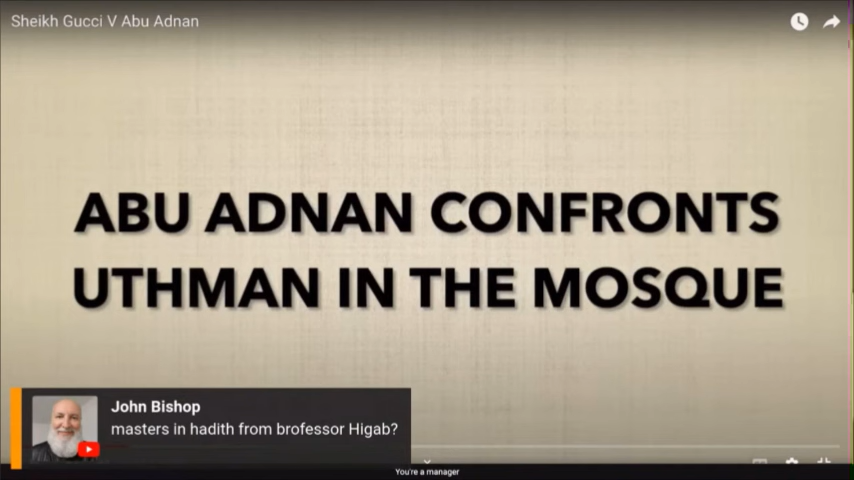 Sheikh Gucci V Abu Adnan
ABU ADNAN CONFRONTS
UTHMAN IN THE MOSQUE
John Bishop
masters in hadith from brofessor Higab?
You're a manager